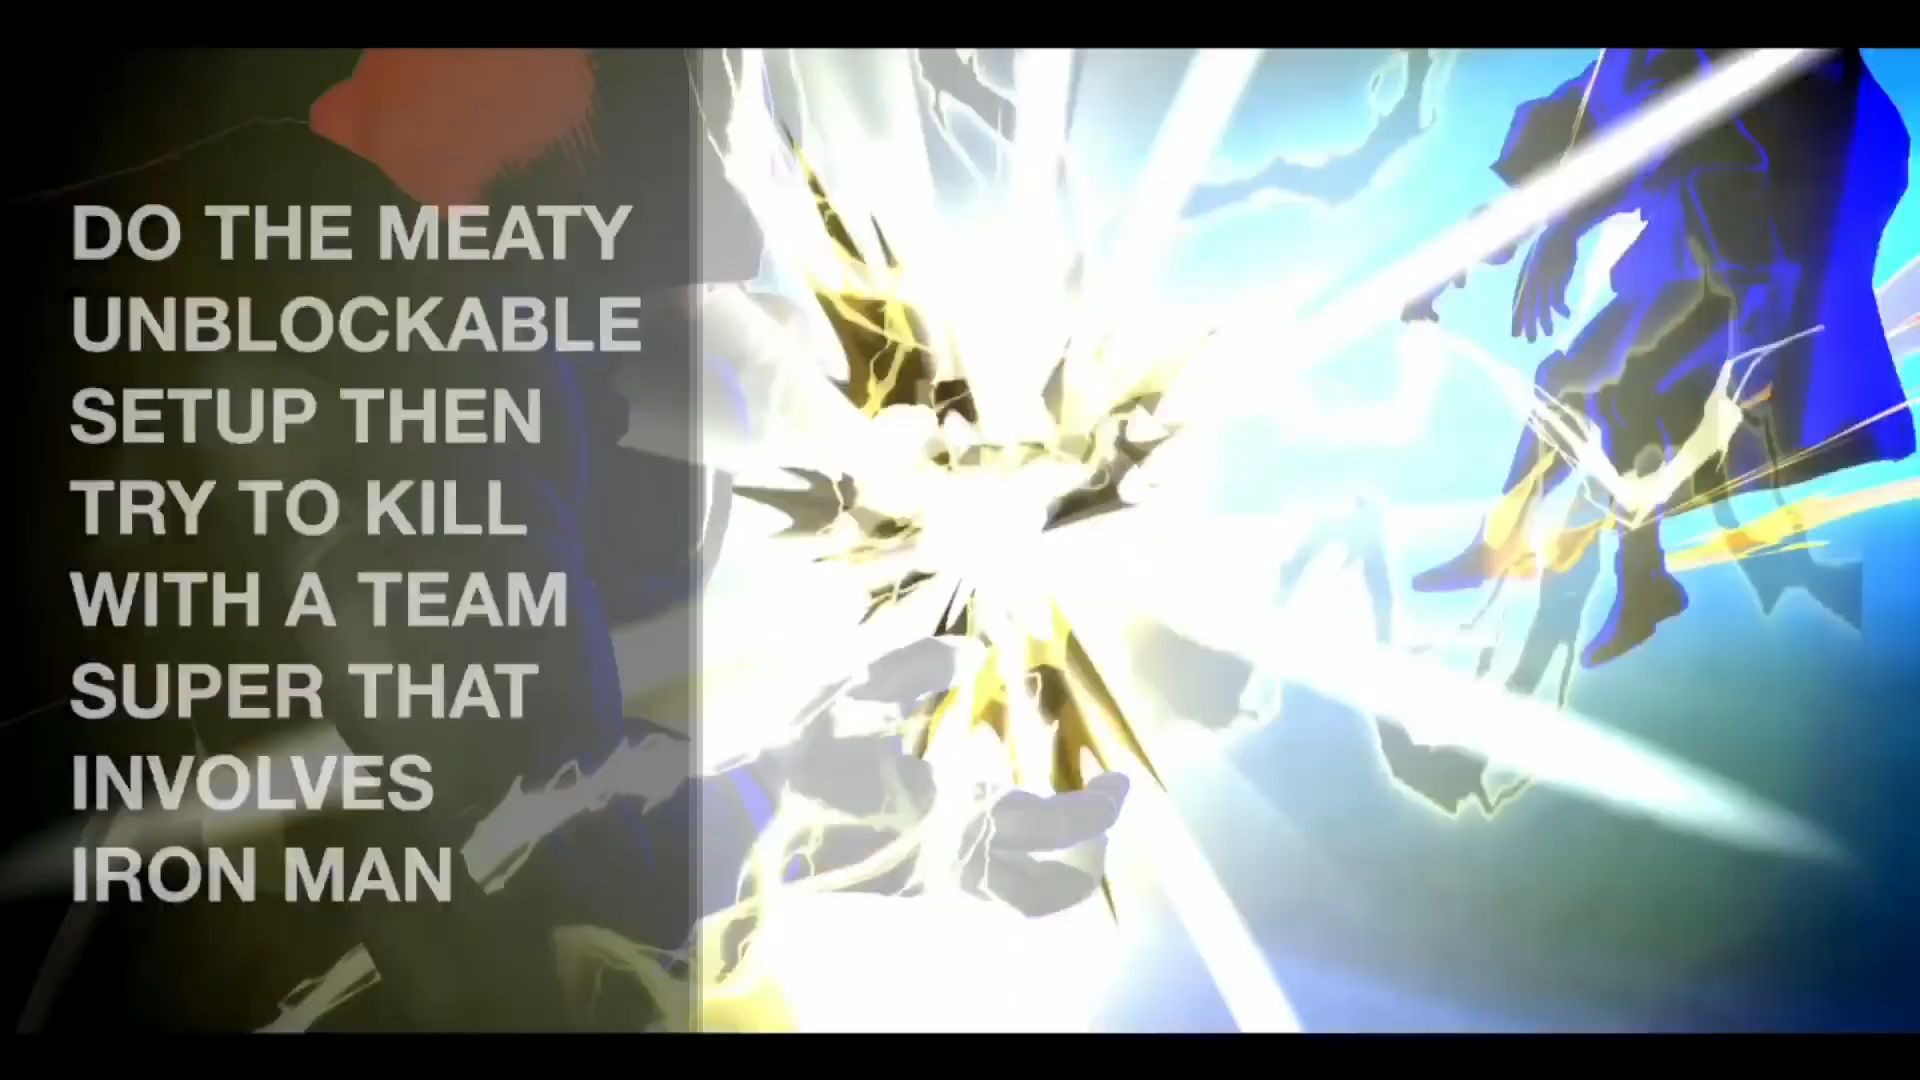 DO THE MEATY
UNBLOCKABLE
SETUP THEN
TRY TO KILL
WITH A TEAM
SUPER THAT
INVOLVES
IRON MAN